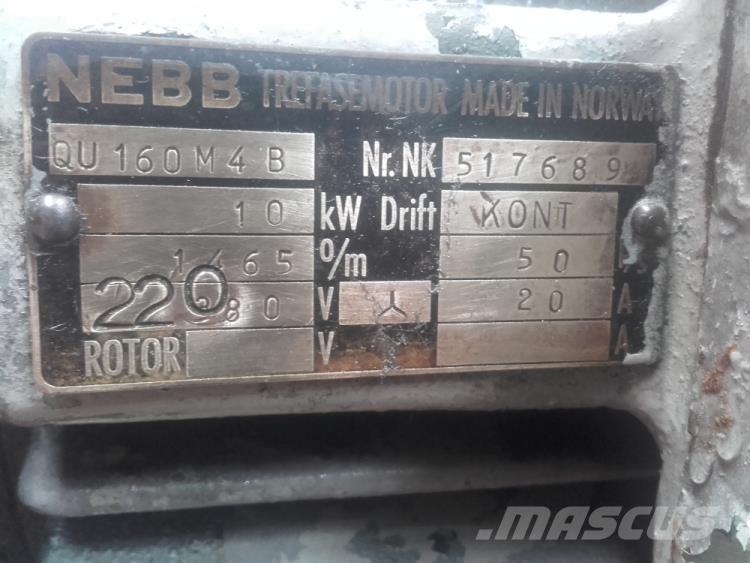 NEBB TREFASEMOTOR MADE IN NORWAY
QU 160 M 4 B Nr. NK 517689
10 kW Drift KONT
1465 o/m 50
220 380 V 20 A
ROTOR V A
.MASCUS